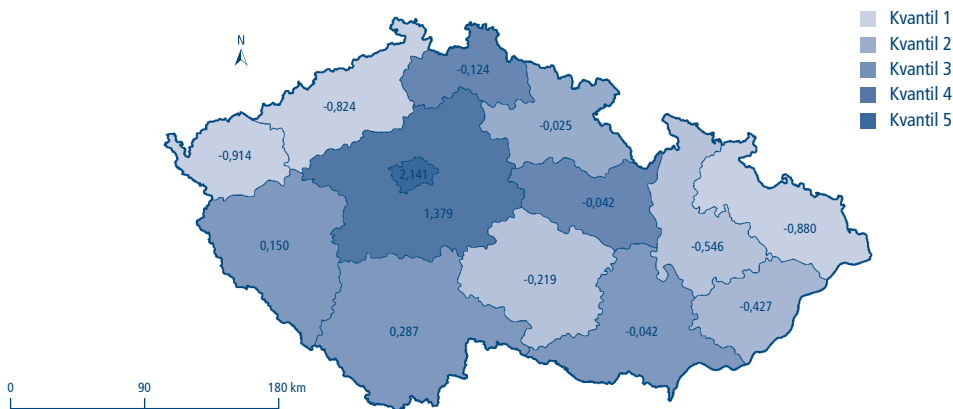 Kvantil 1
Kvantil 2
Kvantil 3
Kvantil 4
Kvantil 5
N
-0,124
-0,824
-0,025
-0,914
2,141
-0,042
1,379
-0,880
0,150
-0,546
-0,219
-0,427
0,287
-0,042
0 90 180 km